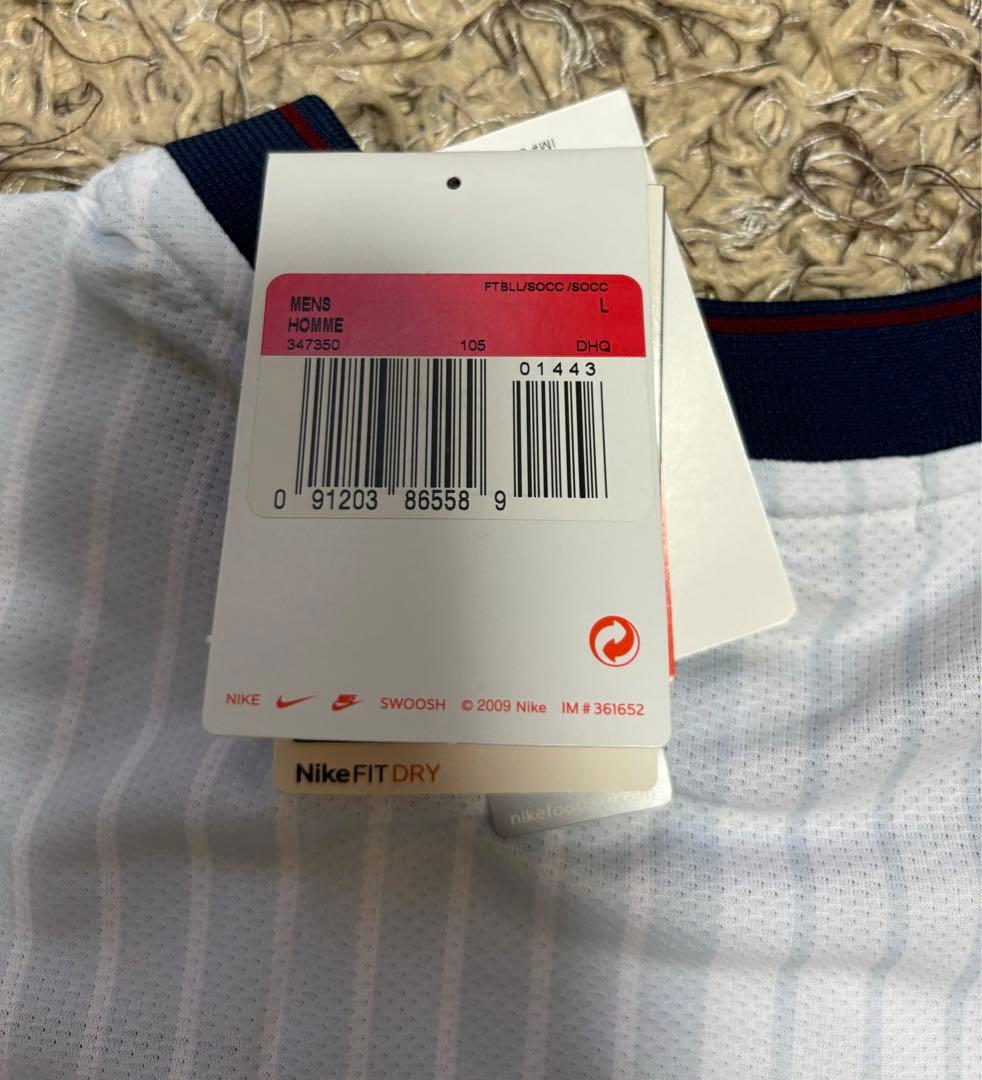 IM#
FTBLL/SOCC /SOCC
MENS L
HOMME
347350 105 DHQ
01443
0 91203 86558 9
NIKE SWOOSH © 2009 Nike IM # 361652
NikeFITDRY